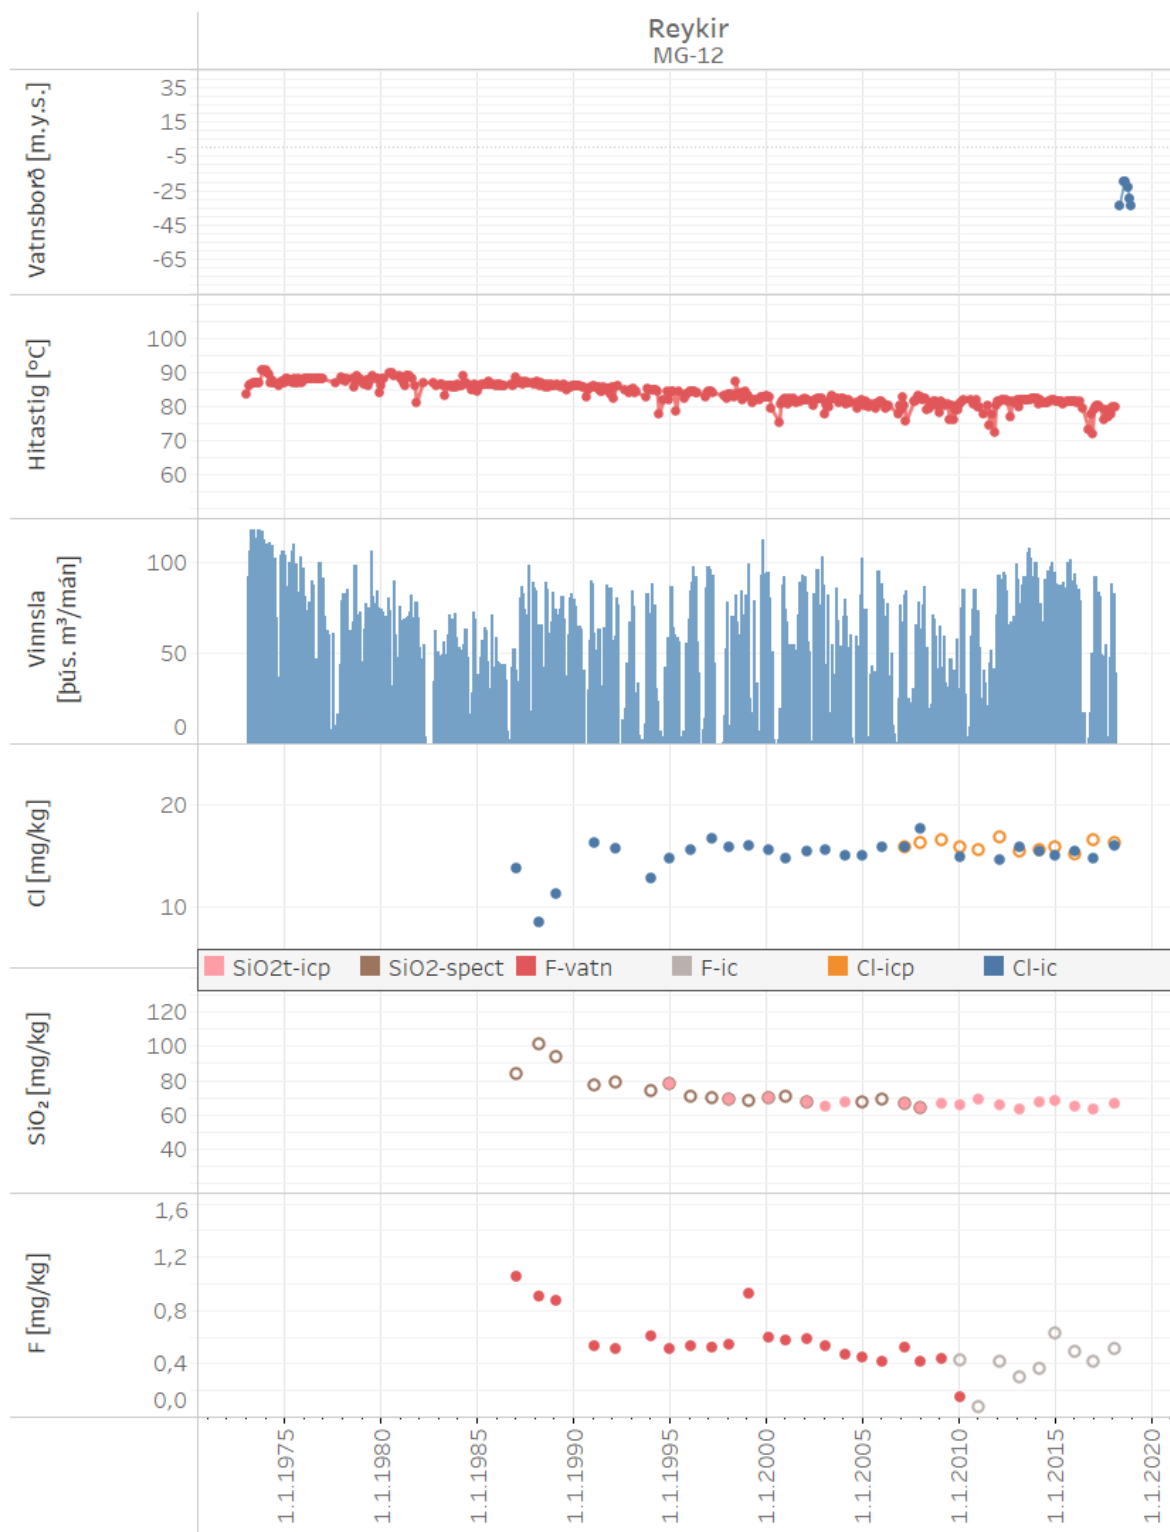 Reykir
MG-12
Vatnsborð [m.y.s.]
35
15
-5
-25
-45
-65
Hitastig [°C]
100
90
80
70
60
Vinnsla
[þús. m³/mán]
100
50
0
Cl [mg/kg]
20
10
SiO2t-icp SiO2-spect F-vatn F-ic Cl-icp Cl-ic
SiO₂ [mg/kg]
120
100
80
60
40
F [mg/kg]
1,6
1,2
0,8
0,4
0,0
1.1.1975 1.1.1980 1.1.1985 1.1.1990 1.1.1995 1.1.2000 1.1.2005 1.1.2010 1.1.2015 1.1.2020